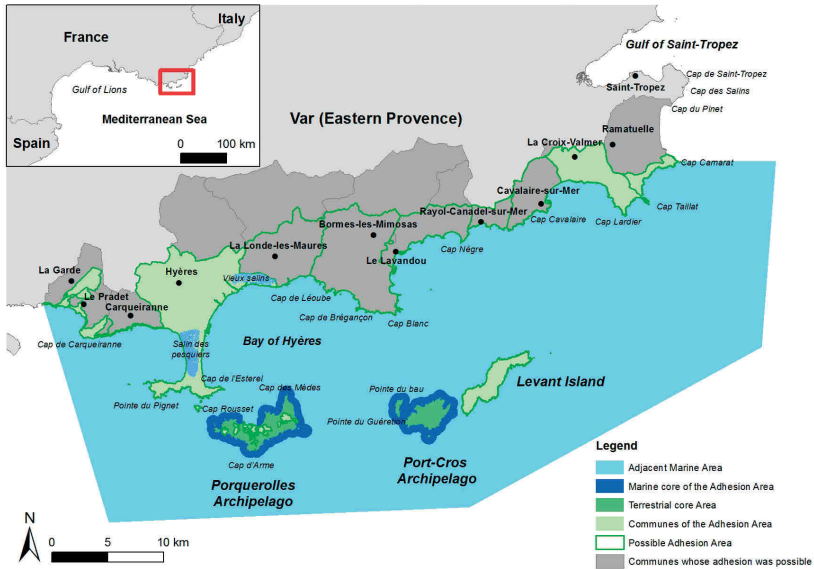 Italy
France
Gulf of Lions
Mediterranean Sea
Spain
0 100 km
Gulf of Saint-Tropez
Cap de Saint-Tropez
Saint-Tropez
Cap des Salins
Cap du Pinet
Var (Eastern Provence)
Ramatuelle
La Croix-Valmer
Cap Camarat
Cavalaire-sur-Mer
Cap Taillat
Rayol-Canadel-sur-Mer
Cap Cavalaire
Cap Lardier
Bormes-les-Mimosas
Cap Nègre
La Londe-les-Maures
Le Lavandou
La Garde
Hyères
Vieux salins
Le Pradet
Cap de Léoube
Carqueiranne
Cap de Brégançon
Cap Blanc
Cap de Carqueiranne
Salin des
pesquiers
Bay of Hyères
Cap de l'Esterel
Levant Island
Cap des Mèdes
Pointe du bau
Pointe du Pignet
Cap Rousset
Pointe du Guéretion
Cap d'Arme
Port-Cros
Archipelago
Porquerolles
Archipelago
Legend
Adjacent Marine Area
Marine core of the Adhesion Area
Terrestrial core Area
Communes of the Adhesion Area
Possible Adhesion Area
Communes whose adhesion was possible
N
0 5 10 km